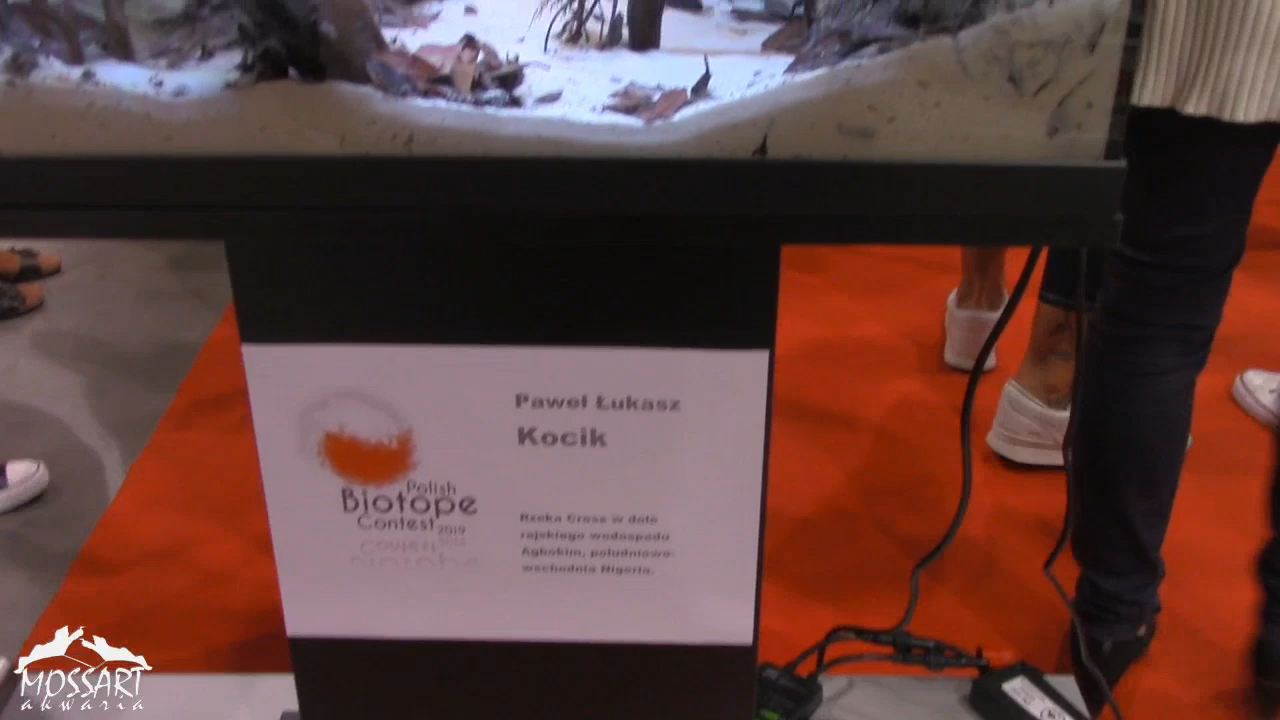 Paweł Łukasz
Kocik
Polish
Biotope
Contest 2019
Rzeka Cross w dole
rajskiego wodospadu
Agbokim, południowo-
wschodnia Nigeria.
MOSSART
akwaria